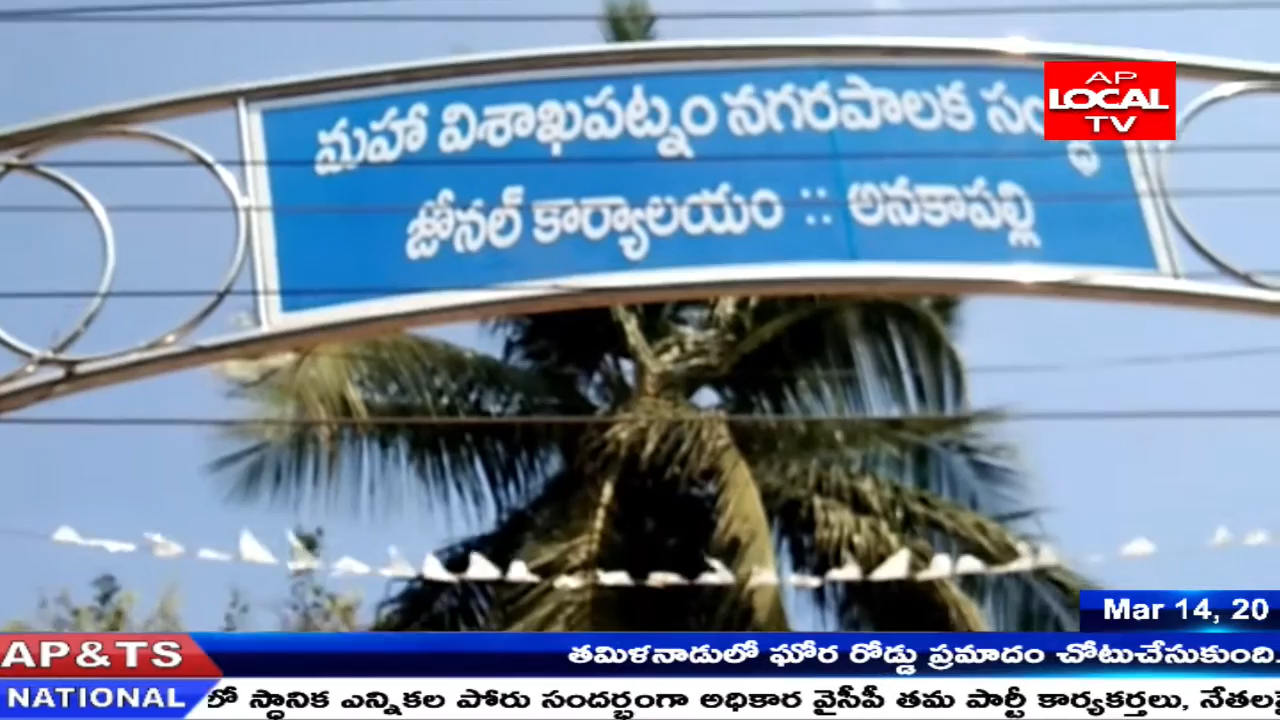 మహా విశాఖపట్నం నగరపాలక
జోనల్ కార్యాలయం :: అనకాపల్లి
AP
LOCAL
TV
Mar 14, 20
AP&TS
తమిళనాడులో ఘోర రోడ్డు ప్రమాదం చోటుచేసుకుంది.
NATIONAL
లో స్థానిక ఎన్నికల పోరు సందర్భంగా అధికార వైసీపీ తమ పార్టీ కార్యకర్తలు, నేతలపై